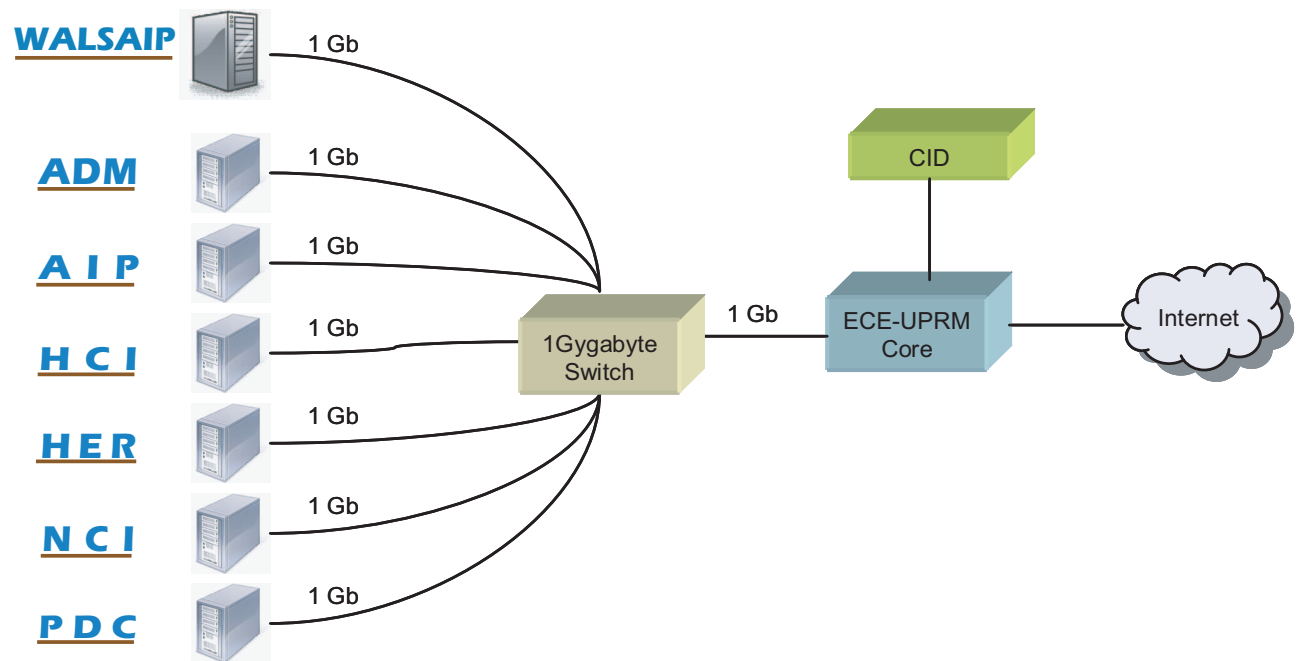 WALSAIP
1 Gb
ADM
1 Gb
CID
A I P
1 Gb
H C I
1 Gb
1Gygabyte
Switch
1 Gb
ECE-UPRM
Core
Internet
H E R
1 Gb
N C I
1 Gb
P D C
1 Gb